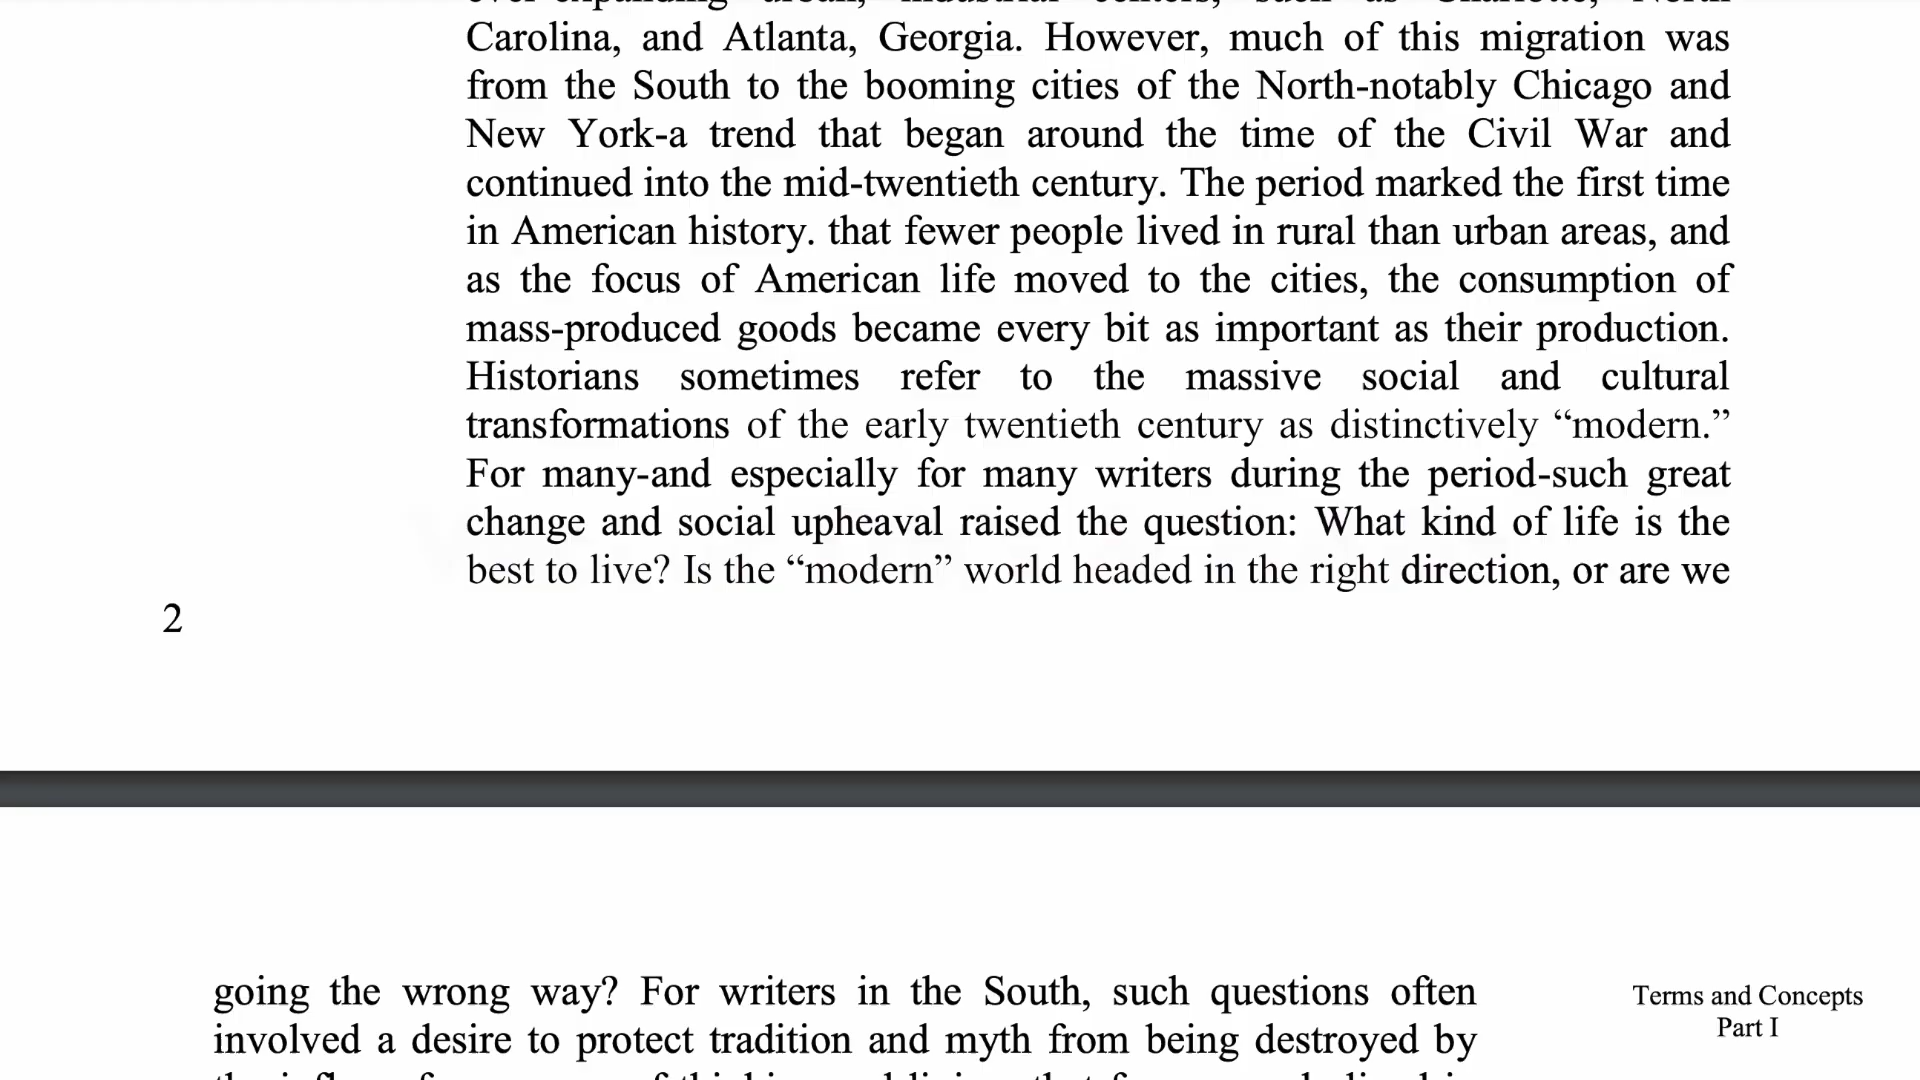 ever-expanding urban, industrial centers, such as Charlotte, North
Carolina, and Atlanta, Georgia. However, much of this migration was
from the South to the booming cities of the North-notably Chicago and
New York-a trend that began around the time of the Civil War and
continued into the mid-twentieth century. The period marked the first time
in American history. that fewer people lived in rural than urban areas, and
as the focus of American life moved to the cities, the consumption of
mass-produced goods became every bit as important as their production.
Historians sometimes refer to the massive social and cultural
transformations of the early twentieth century as distinctively “modern.”
For many-and especially for many writers during the period-such great
change and social upheaval raised the question: What kind of life is the
best to live? Is the “modern” world headed in the right direction, or are we
2
going the wrong way? For writers in the South, such questions often
involved a desire to protect tradition and myth from being destroyed by
Terms and Concepts
Part I